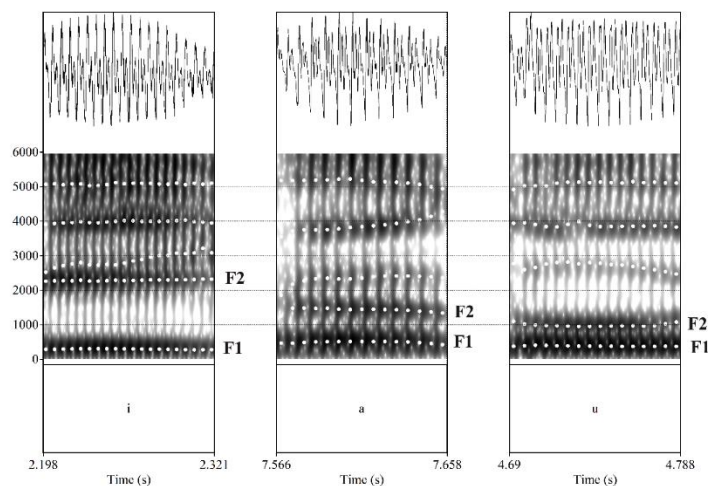 6000
5000
4000
3000
2000
1000
0
F2
F1
F2
F1
F2
F1
i
a
u
2.198 2.321
7.566 7.658
4.69 4.788
Time (s)
Time (s)
Time (s)